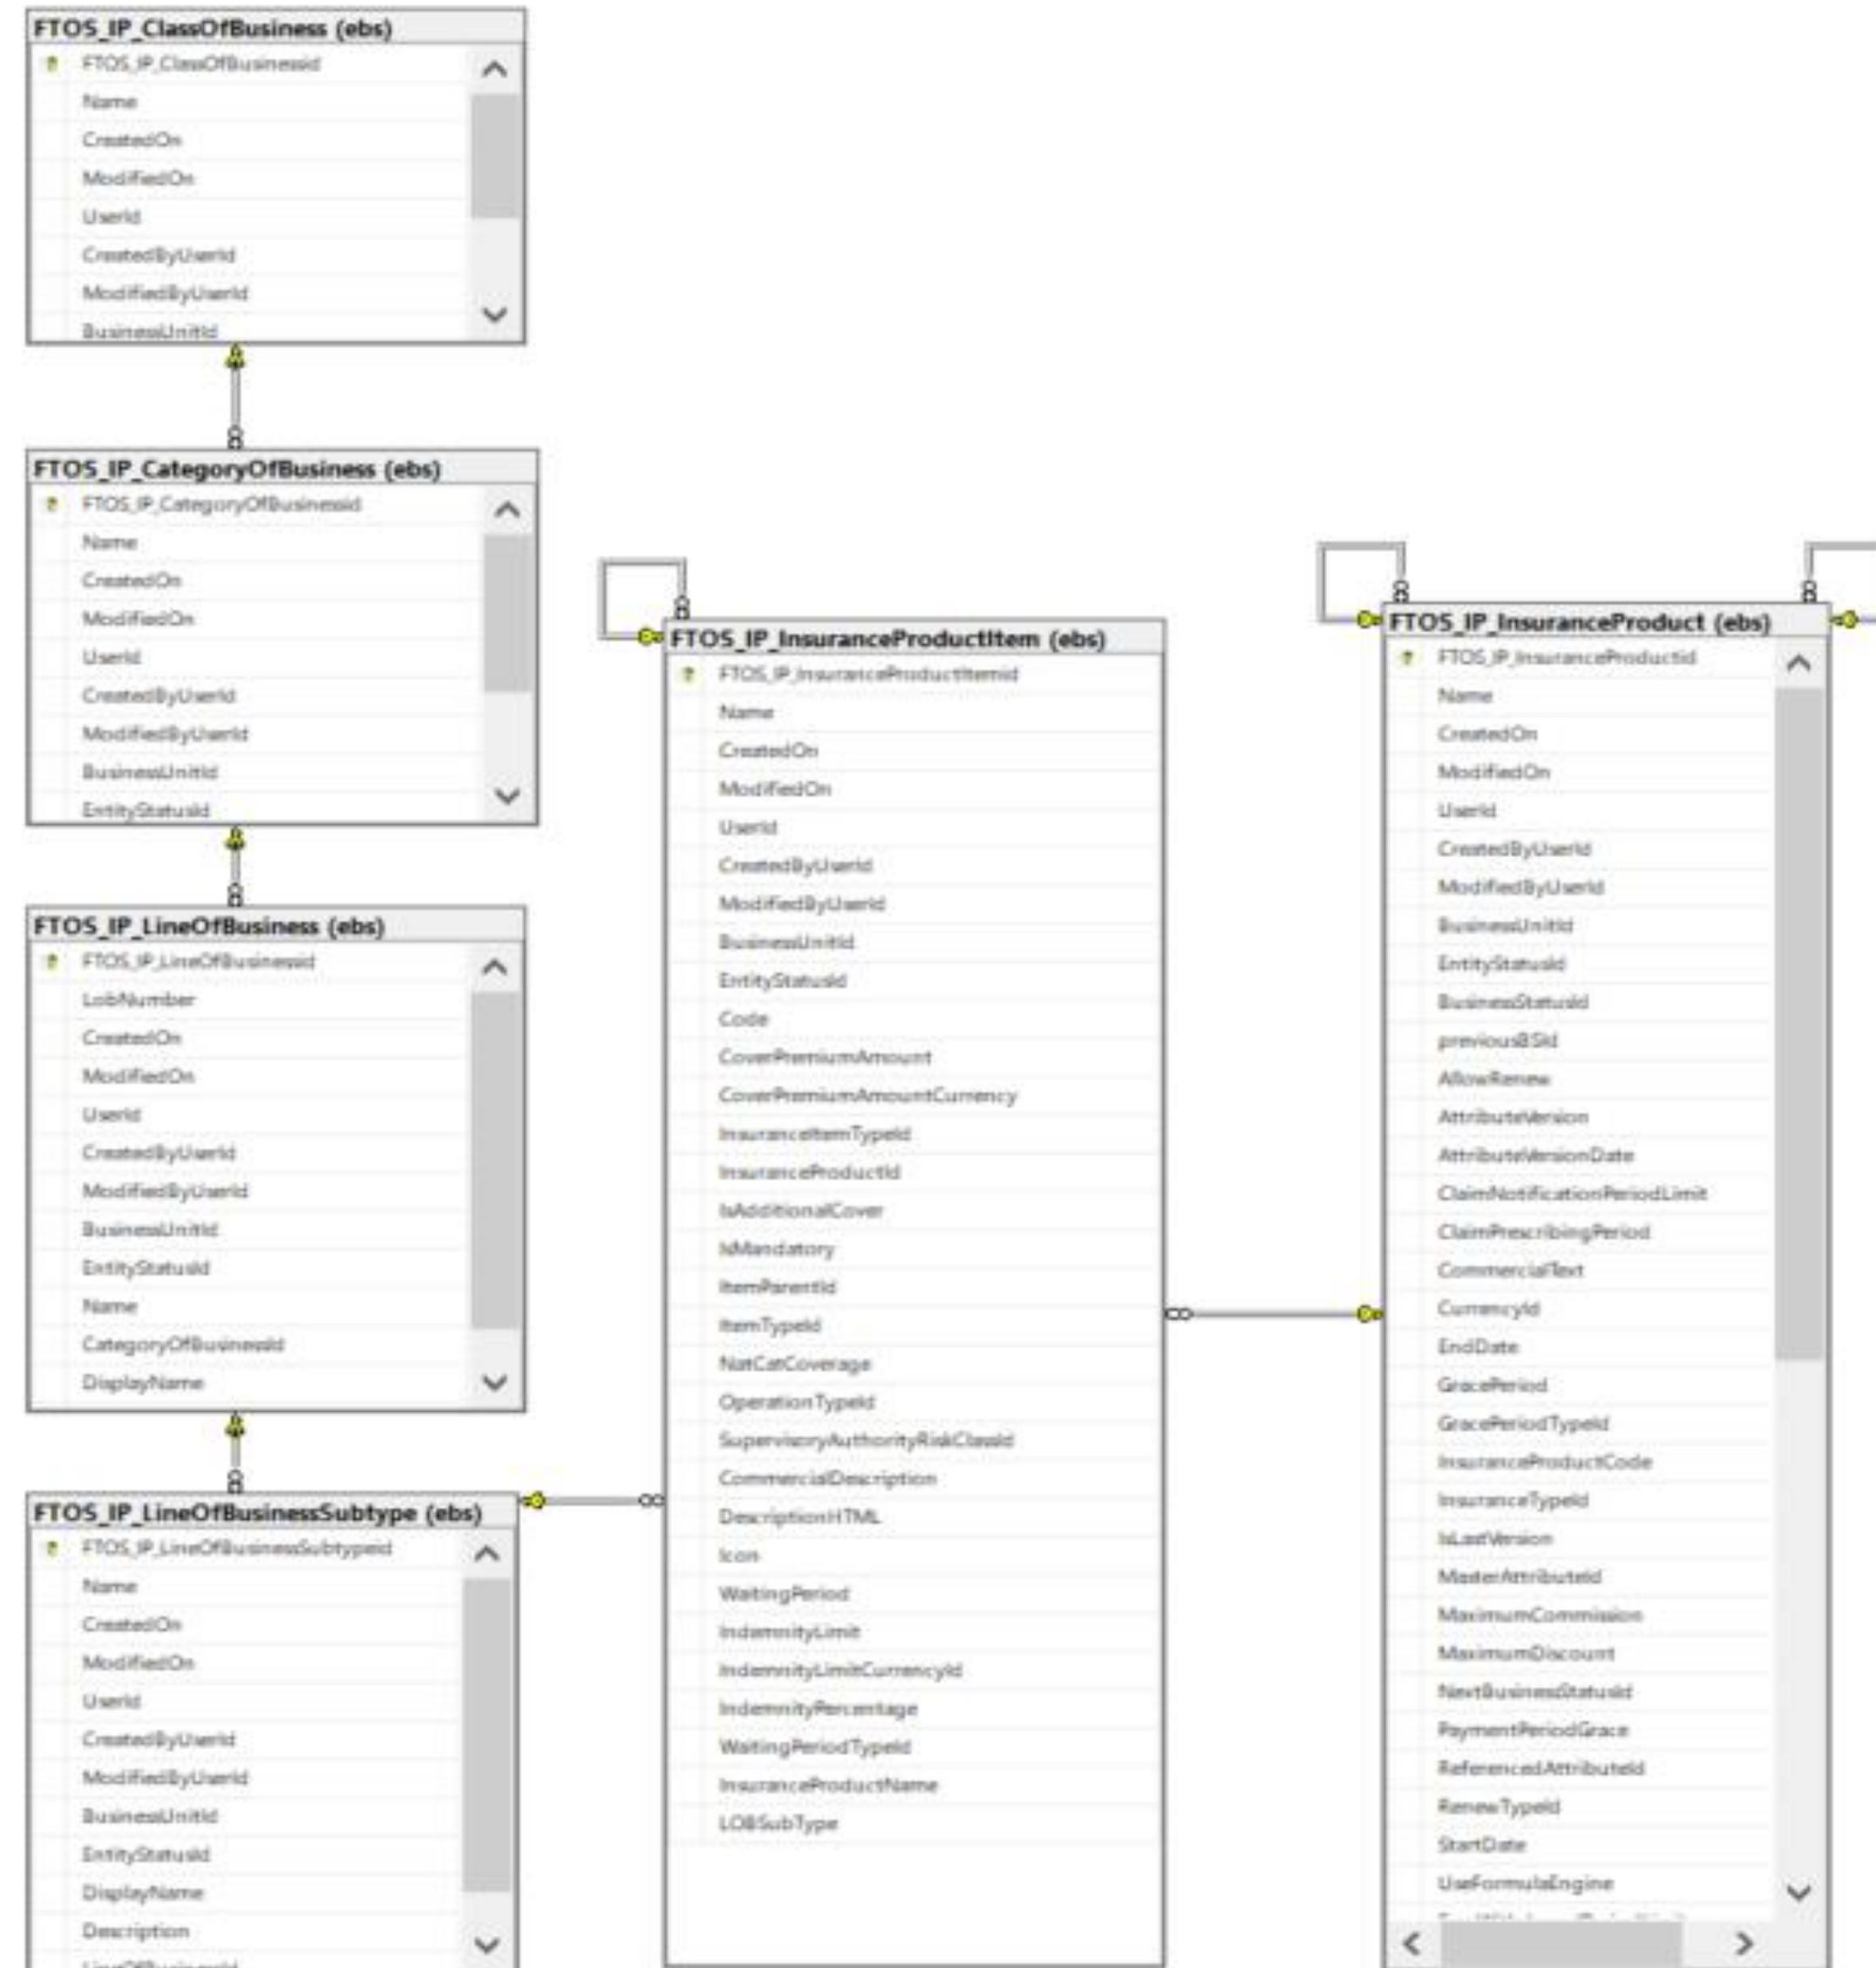 FTOS_IP_ClassOfBusiness (ebs)
FTOS_IP_ClassOfBusinessid
Name
CreatedOn
ModifiedOn
UserId
CreatedByUserId
ModifiedByUserId
BusinessUnitId
FTOS_IP_CategoryOfBusiness (ebs)
FTOS_IP_CategoryOfBusinessid
Name
CreatedOn
ModifiedOn
UserId
CreatedByUserId
ModifiedByUserId
BusinessUnitId
EntityStatusId
FTOS_IP_LineOfBusiness (ebs)
FTOS_IP_LineOfBusinessid
LobNumber
CreatedOn
ModifiedOn
UserId
CreatedByUserId
ModifiedByUserId
BusinessUnitId
EntityStatusId
Name
CategoryOfBusinessId
DisplayName
FTOS_IP_LineOfBusinessSubtype (ebs)
FTOS_IP_LineOfBusinessSubtypeid
Name
CreatedOn
ModifiedOn
UserId
CreatedByUserId
ModifiedByUserId
BusinessUnitId
EntityStatusId
DisplayName
Description
LineOfBusinessId
FTOS_IP_InsuranceProductItem (ebs)
FTOS_IP_InsuranceProductItemid
Name
CreatedOn
ModifiedOn
UserId
CreatedByUserId
ModifiedByUserId
BusinessUnitId
EntityStatusId
Code
CoverPremiumAmount
CoverPremiumAmountCurrency
InsuranceItemTypeId
InsuranceProductId
IsAdditionalCover
IsMandatory
ItemParentId
ItemTypeId
NatCatCoverage
OperationTypeId
SupervisoryAuthorityRiskClassId
CommercialDescription
DescriptionHTML
Icon
WaitingPeriod
IndemnityLimit
IndemnityLimitCurrencyId
IndemnityPercentage
WaitingPeriodTypeId
InsuranceProductName
LOBSubType
FTOS_IP_InsuranceProduct (ebs)
FTOS_IP_InsuranceProductid
Name
CreatedOn
ModifiedOn
UserId
CreatedByUserId
ModifiedByUserId
BusinessUnitId
EntityStatusId
BusinessStatusId
previousBSId
AllowRenew
AttributeVersion
AttributeVersionDate
ClaimNotificationPeriodLimit
ClaimPrescribingPeriod
CommercialText
CurrencyId
EndDate
GracePeriod
GracePeriodTypeId
InsuranceProductCode
InsuranceTypeId
IsLastVersion
MasterAttributeId
MaximumCommission
MaximumDiscount
NextBusinessStatusId
PaymentPeriodGrace
ReferencedAttributeId
RenewTypeId
StartDate
UseFormulaEngine